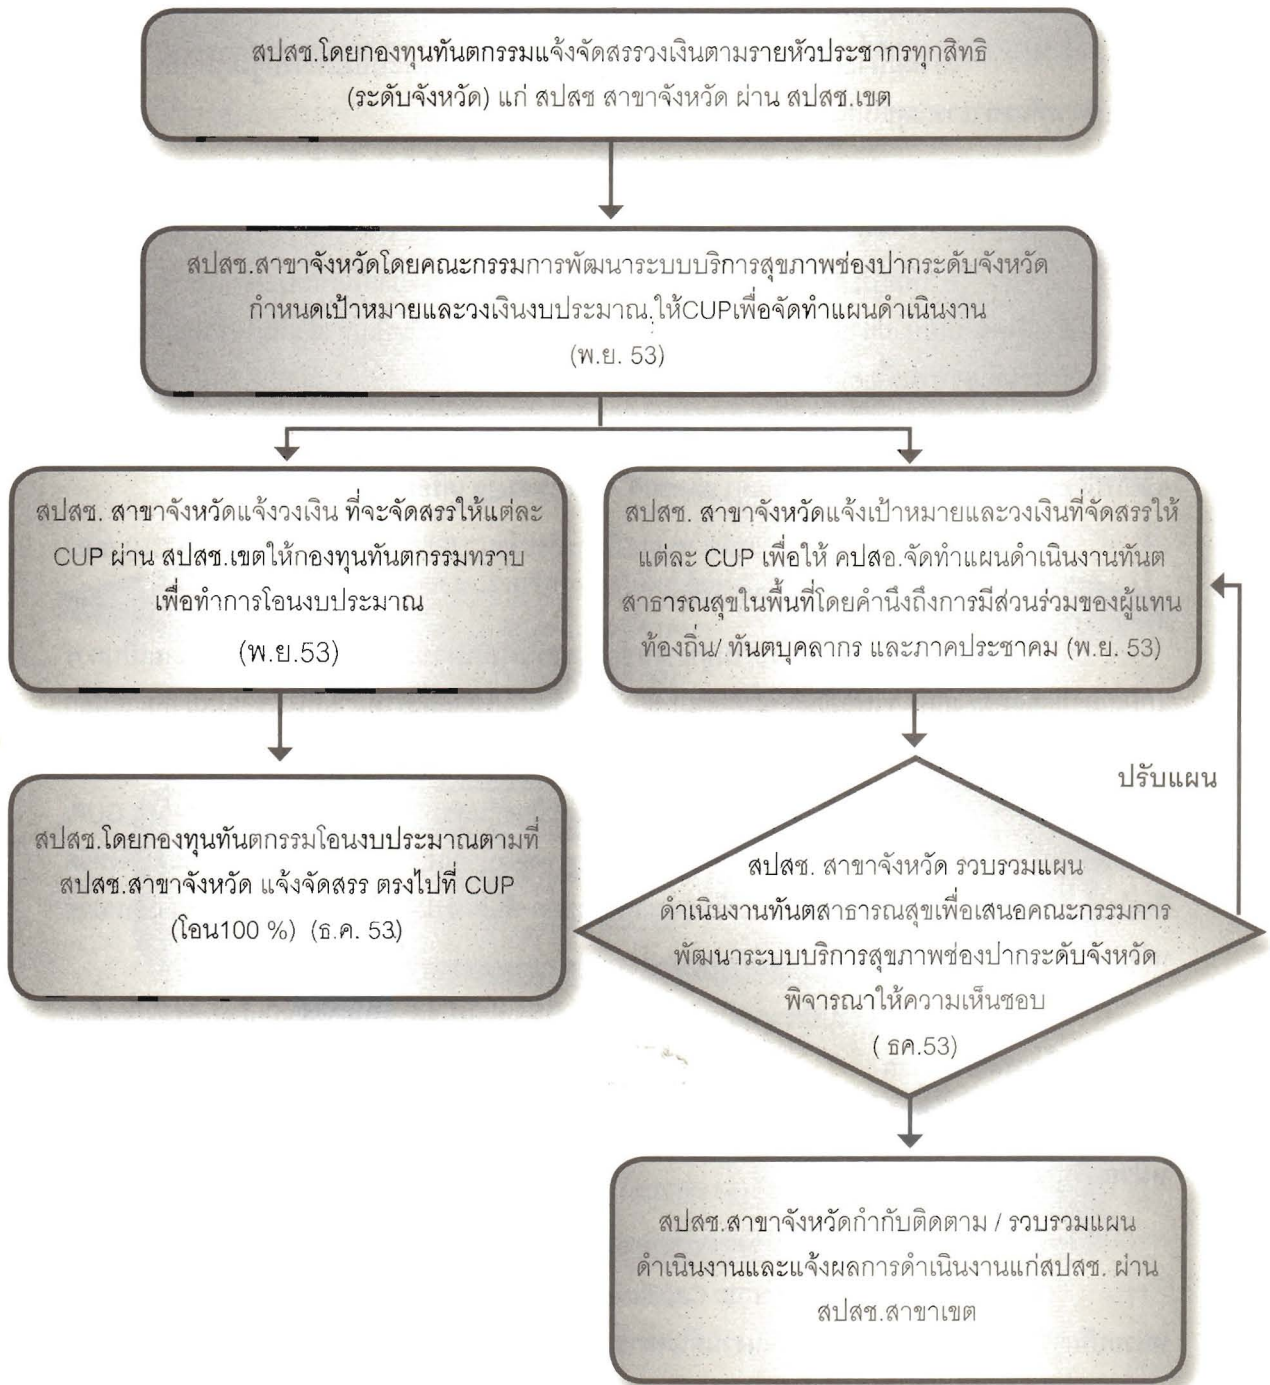 สปสช.โดยกองทุนทันตกรรมแจ้งจัดสรรวงเงินตามรายหัวประชากรทุกสิทธิ
(ระดับจังหวัด) แก่ สปสช สาขาจังหวัด ผ่าน สปสช.เขต
สปสช.สาขาจังหวัดโดยคณะกรรมการพัฒนาระบบบริการสุขภาพช่องปากระดับจังหวัด
กำหนดเป้าหมายและวงเงินงบประมาณ.ให้CUPเพื่อจัดทำแผนดำเนินงาน
(พ.ย. 53)
สปสช. สาขาจังหวัดแจ้งวงเงิน ที่จะจัดสรรให้แต่ละ
CUP ผ่าน สปสช.เขตให้กองทุนทันตกรรมทราบ
เพื่อทำการโอนงบประมาณ
(พ.ย.53)
สปสช. สาขาจังหวัดแจ้งเป้าหมายและวงเงินที่จัดสรรให้
แต่ละ CUP เพื่อให้ คปสอ.จัดทำแผนดำเนินงานทันต
สาธารณสุขในพื้นที่โดยคำนึงถึงการมีส่วนร่วมของผู้แทน
ท้องถิ่น/ ทันตบุคลากร และภาคประชาคม (พ.ย. 53)
สปสช.โดยกองทุนทันตกรรมโอนงบประมาณตามที่
สปสช.สาขาจังหวัด แจ้งจัดสรร ตรงไปที่ CUP
(โอน100 %) (ธ.ค. 53)
ปรับแผน
สปสช. สาขาจังหวัด รวบรวมแผน
ดำเนินงานทันตสาธารณสุขเพื่อเสนอคณะกรรมการ
พัฒนาระบบบริการสุขภาพช่องปากระดับจังหวัด
พิจารณาให้ความเห็นชอบ
( ธค.53)
สปสช.สาขาจังหวัดกำกับติดตาม / รวบรวมแผน
ดำเนินงานและแจ้งผลการดำเนินงานแก่สปสช. ผ่าน
สปสช.สาขาเขต